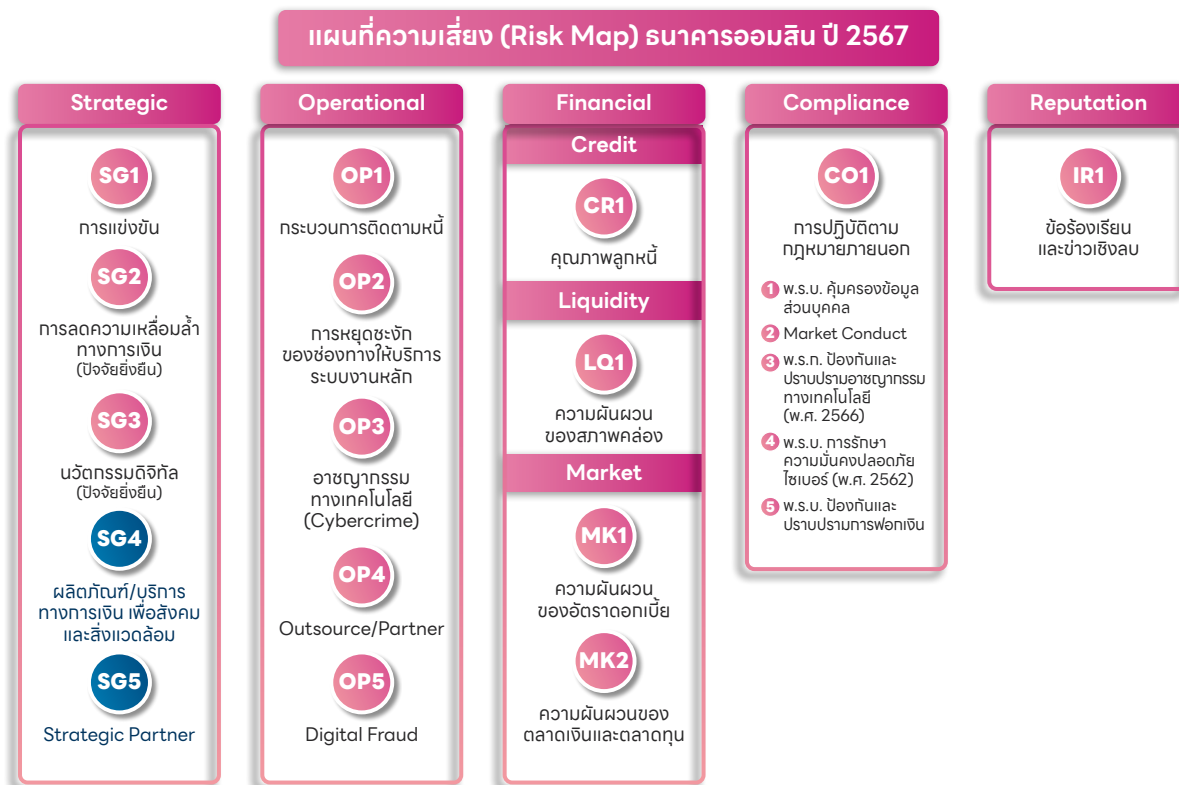 แผนที่ความเสี่ยง (Risk Map) ธนาคารออมสิน ปี 2567
Strategic
SG1
การแข่งขัน
SG2
การลดความเหลื่อมล้ำ
ทางการเงิน
(ปัจจัยยั่งยืน)
SG3
นวัตกรรมดิจิทัล
(ปัจจัยยั่งยืน)
SG4
ผลิตภัณฑ์/บริการ
ทางการเงิน เพื่อสังคม
และสิ่งแวดล้อม
SG5
Strategic Partner
Operational
OP1
กระบวนการติดตามหนี้
OP2
การหยุดชะงัก
ของช่องทางให้บริการ
ระบบงานหลัก
OP3
อาชญากรรม
ทางเทคโนโลยี
(Cybercrime)
OP4
Outsource/Partner
OP5
Digital Fraud
Financial
Credit
CR1
คุณภาพลูกหนี้
Liquidity
LQ1
ความผันผวน
ของสภาพคล่อง
Market
MK1
ความผันผวน
ของอัตราดอกเบี้ย
MK2
ความผันผวนของ
ตลาดเงินและตลาดทุน
Compliance
CO1
การปฏิบัติตาม
กฎหมายภายนอก
1 พ.ร.บ. คุ้มครองข้อมูล
ส่วนบุคคล
2 Market Conduct
3 พ.ร.ก. ป้องกันและ
ปราบปรามอาชญากรรม
ทางเทคโนโลยี
(พ.ศ. 2566)
4 พ.ร.บ. การรักษา
ความมั่นคงปลอดภัย
ไซเบอร์ (พ.ศ. 2562)
5 พ.ร.บ. ป้องกันและ
ปราบปรามการฟอกเงิน
Reputation
IR1
ข้อร้องเรียน
และข่าวเชิงลบ